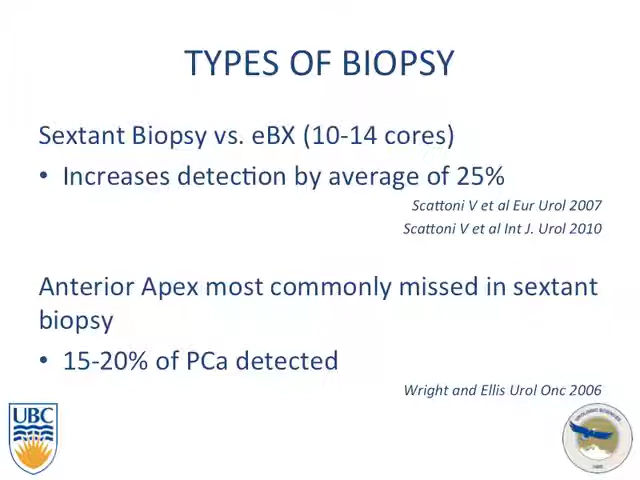 TYPES OF BIOPSY
Sextant Biopsy vs. eBX (10-14 cores)
• Increases detection by average of 25%
Scattoni V et al Eur Urol 2007
Scattoni V et al Int J. Urol 2010
Anterior Apex most commonly missed in sextant
biopsy
• 15-20% of PCa detected
Wright and Ellis Urol Onc 2006
UBC